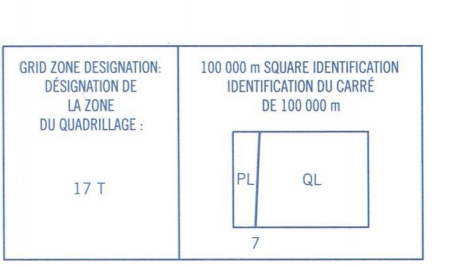 GRID ZONE DESIGNATION:
DÉSIGNATION DE
LA ZONE
DU QUADRILLAGE :
17 T
100 000 m SQUARE IDENTIFICATION
IDENTIFICATION DU CARRÉ
DE 100 000 m
PL QL
7